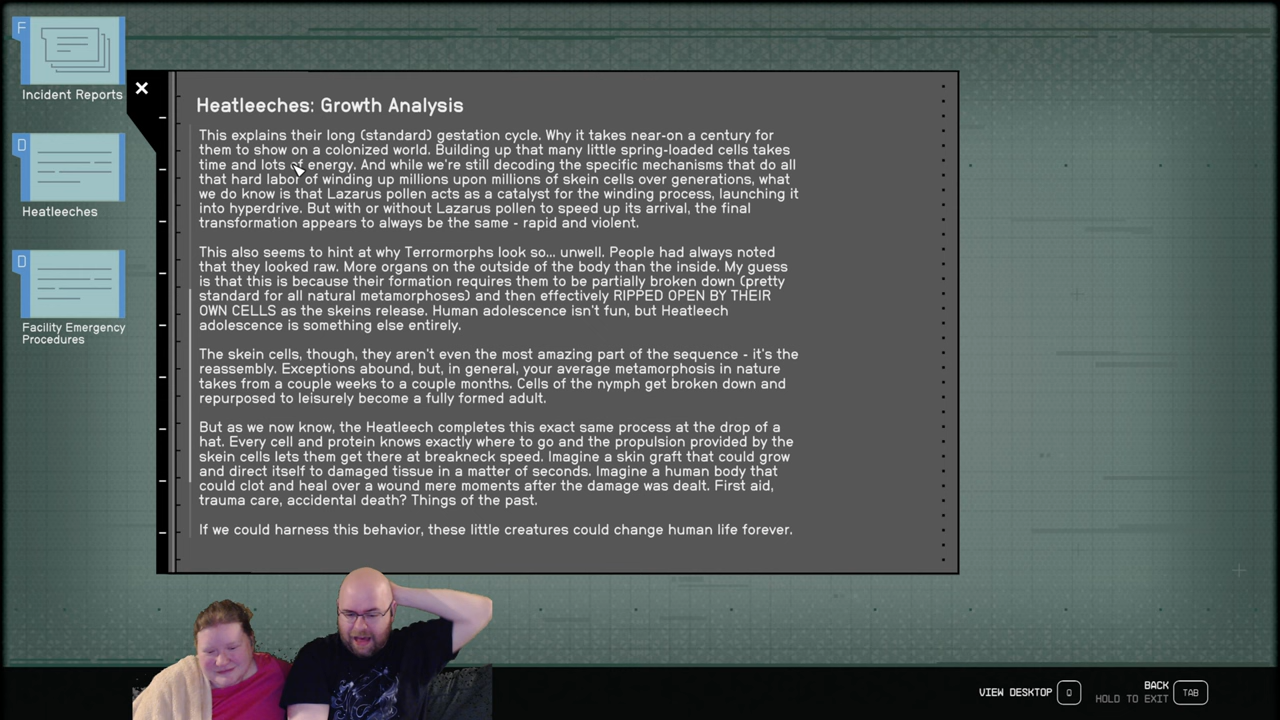 F
Incident Reports
D
Heatleeches
D
Facility Emergency
Procedures
Heatleeches: Growth Analysis
This explains their long (standard) gestation cycle. Why it takes near-on a century for
them to show on a colonized world. Building up that many little spring-loaded cells takes
time and lots of energy. And while we're still decoding the specific mechanisms that do all
that hard labor of winding up millions upon millions of skein cells over generations, what
we do know is that Lazarus pollen acts as a catalyst for the winding process, launching it
into hyperdrive. But with or without Lazarus pollen to speed up its arrival, the final
transformation appears to always be the same - rapid and violent.
This also seems to hint at why Terrormorphs look so... unwell. People had always noted
that they looked raw. More organs on the outside of the body than the inside. My guess
is that this is because their formation requires them to be partially broken down (pretty
standard for all natural metamorphoses) and then effectively RIPPED OPEN BY THEIR
OWN CELLS as the skeins release. Human adolescence isn't fun, but Heatleech
adolescence is something else entirely.
The skein cells, though, they aren't even the most amazing part of the sequence - it's the
reassembly. Exceptions abound, but, in general, your average metamorphosis in nature
takes from a couple weeks to a couple months. Cells of the nymph get broken down and
repurposed to leisurely become a fully formed adult.
But as we now know, the Heatleech completes this exact same process at the drop of a
hat. Every cell and protein knows exactly where to go and the propulsion provided by the
skein cells lets them get there at breakneck speed. Imagine a skin graft that could grow
and direct itself to damaged tissue in a matter of seconds. Imagine a human body that
could clot and heal over a wound mere moments after the damage was dealt. First aid,
trauma care, accidental death? Things of the past.
If we could harness this behavior, these little creatures could change human life forever.
VIEW DESKTOP Q
BACK
HOLD TO EXIT TAB